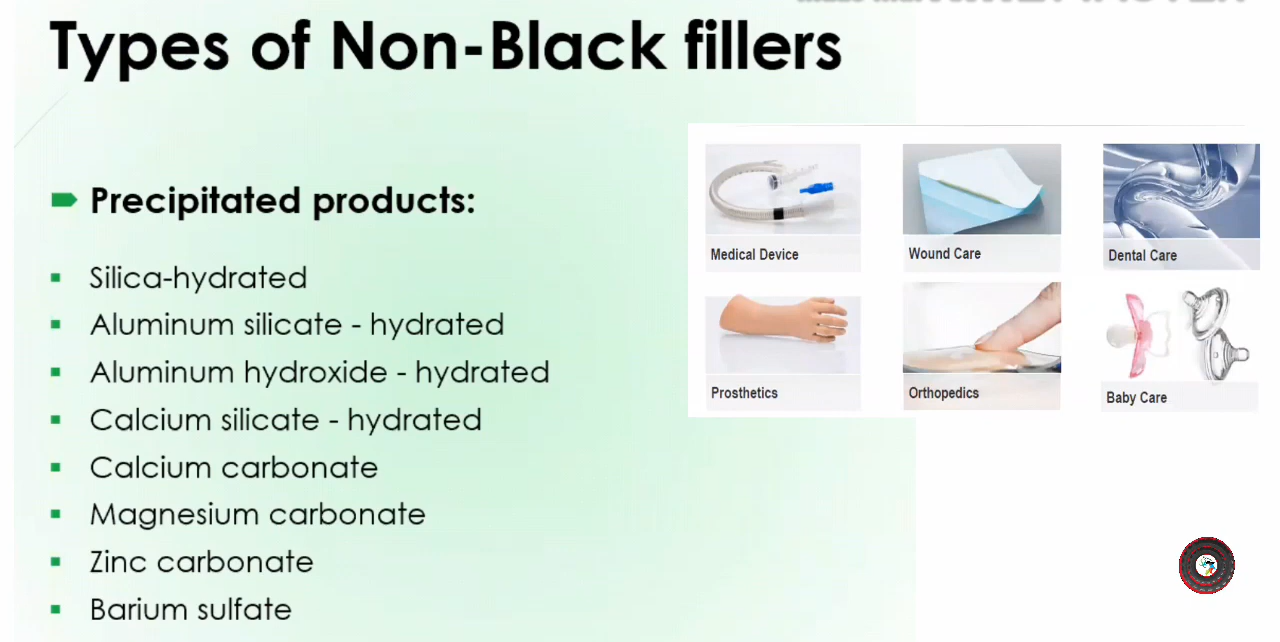 Types of Non-Black fillers
Precipitated products:
Silica-hydrated
Aluminum silicate - hydrated
Aluminum hydroxide - hydrated
Calcium silicate - hydrated
Calcium carbonate
Magnesium carbonate
Zinc carbonate
Barium sulfate
Medical Device
Wound Care
Dental Care
Prosthetics
Orthopedics
Baby Care